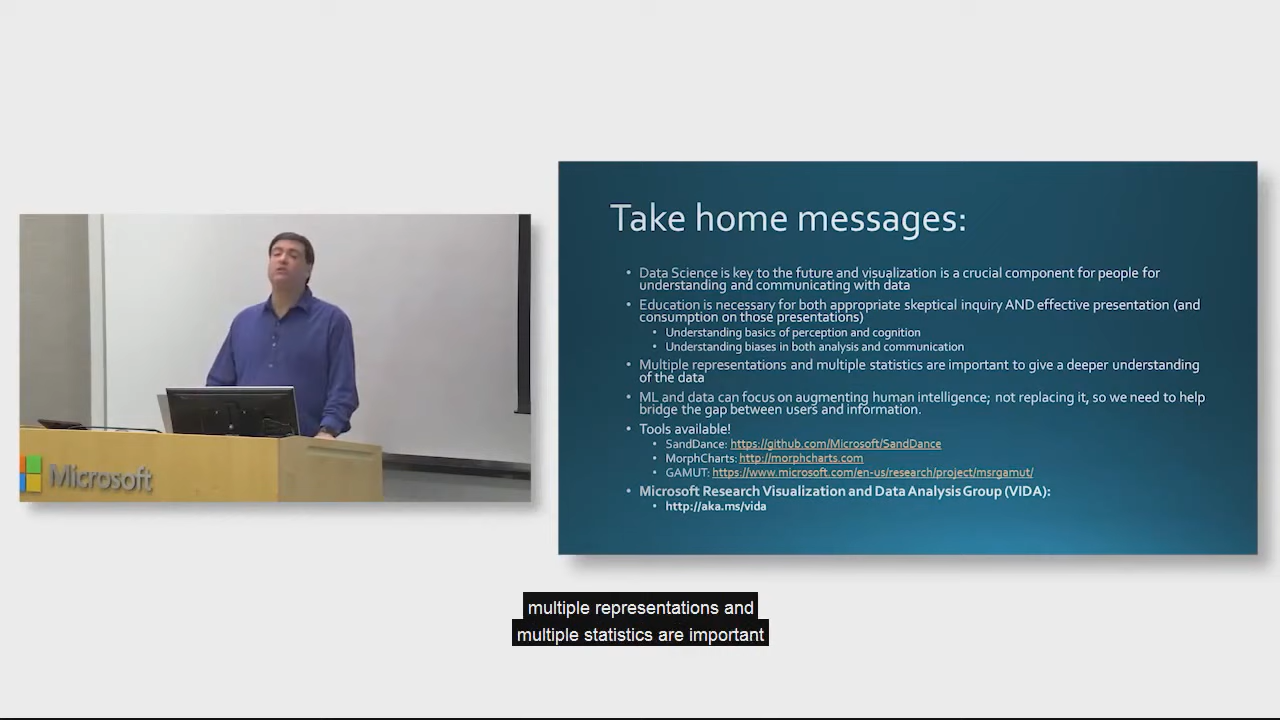 Microsoft
Take home messages:
• Data Science is key to the future and visualization is a crucial component for people for
understanding and communicating with data
• Education is necessary for both appropriate skeptical inquiry AND effective presentation (and
consumption on those presentations)
• Understanding basics of perception and cognition
• Understanding biases in both analysis and communication
• Multiple representations and multiple statistics are important to give a deeper understanding
of the data
• ML and data can focus on augmenting human intelligence; not replacing it, so we need to help
bridge the gap between users and information.
• Tools available!
• SandDance: https://github.com/Microsoft/SandDance
• MorphCharts: http://morphcharts.com
• GAMUT: https://www.microsoft.com/en-us/research/project/msrgamut/
• Microsoft Research Visualization and Data Analysis Group (VIDA):
• http://aka.ms/vida
multiple representations and
multiple statistics are important